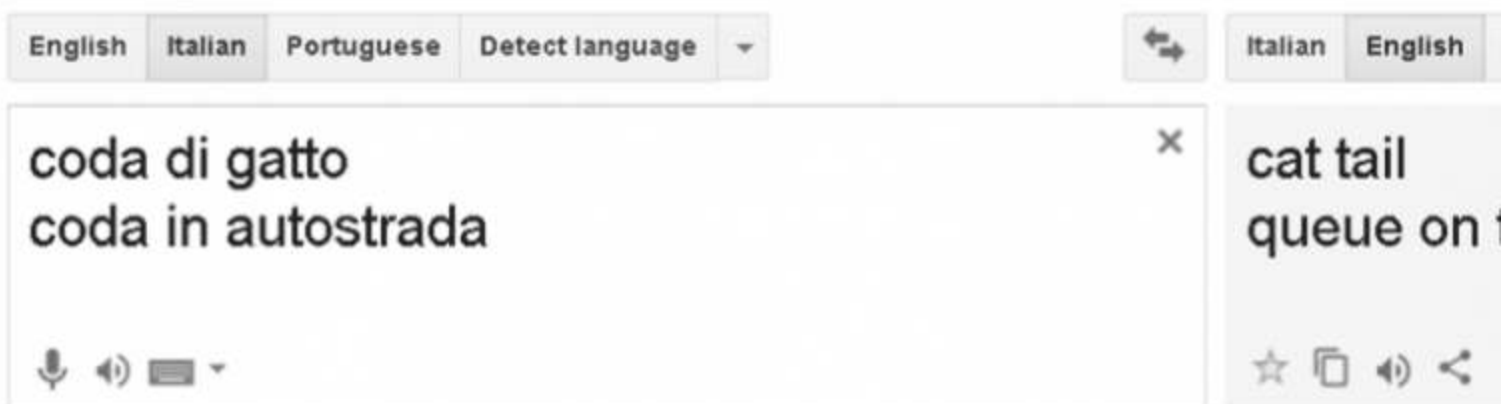 English Italian Portuguese Detect language Italian English
coda di gatto
coda in autostrada
cat tail
queue on